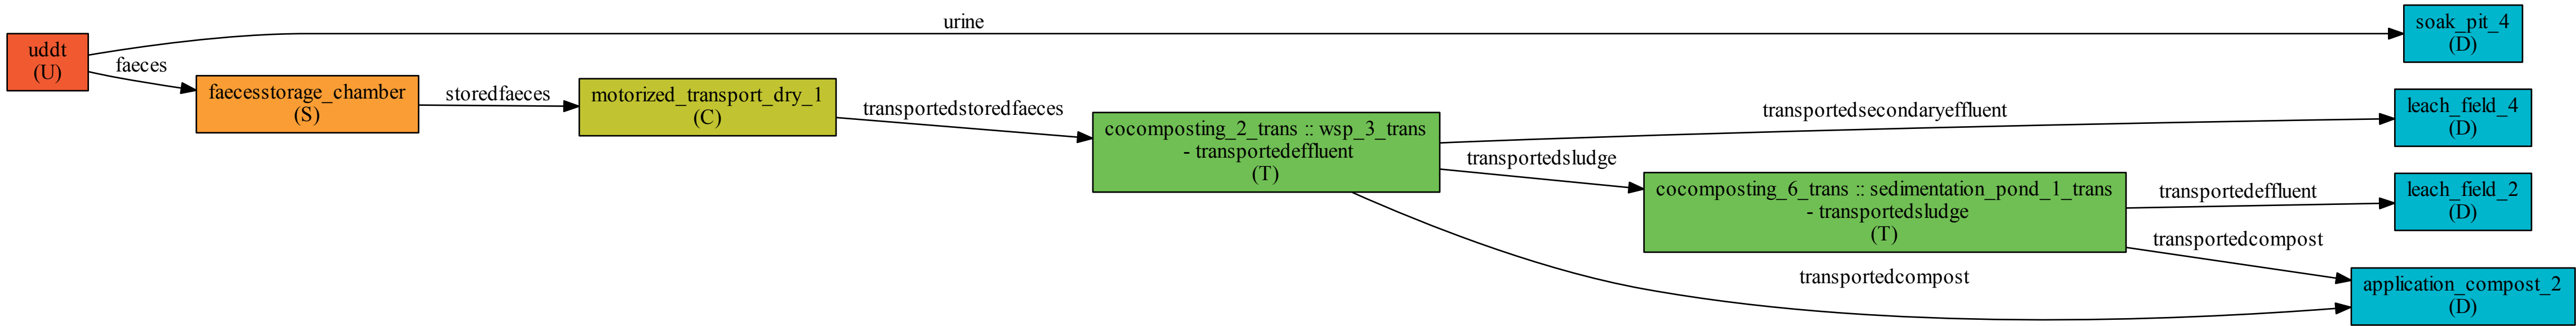 uddt
(U)
urine
faeces
faecesstorage_chamber
(S)
storedfaeces
motorized_transport_dry_1
(C)
transportedstoredfaeces
cocomposting_2_trans :: wsp_3_trans
- transportedeffluent
(T)
transportedsecondaryeffluent
transportedsludge
transportedcompost
cocomposting_6_trans :: sedimentation_pond_1_trans
- transportedsludge
(T)
transportedeffluent
transportedcompost
soak_pit_4
(D)
leach_field_4
(D)
leach_field_2
(D)
application_compost_2
(D)